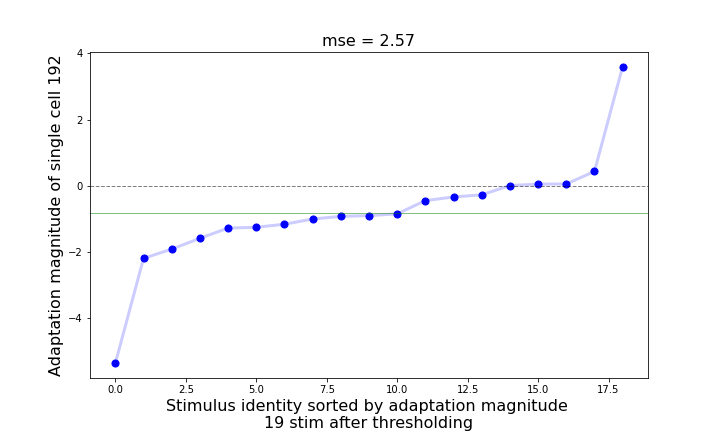 mse = 2.57
Adaptation magnitude of single cell 192
4
2
0
−2
−4
0.0 2.5 5.0 7.5 10.0 12.5 15.0 17.5
Stimulus identity sorted by adaptation magnitude
19 stim after thresholding